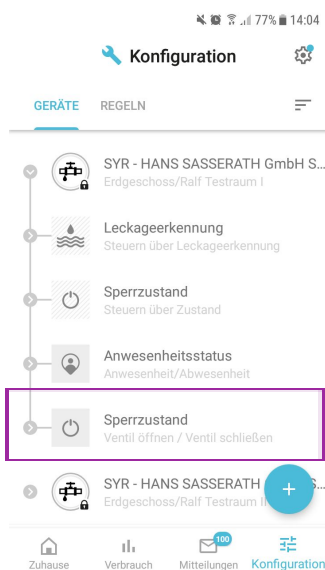 77% 14:04
Konfiguration
GERÄTE REGELN
SYR - HANS SASSERATH GmbH S...
Erdgeschoss/Ralf Testraum I
Leckageerkennung
Steuern über Leckageerkennung
Sperrzustand
Steuern über Zustand
Anwesenheitsstatus
Anwesenheit/Abwesenheit
Sperrzustand
Ventil öffnen / Ventil schließen
SYR - HANS SASSERATH S...
Erdgeschoss/Ralf Testraum
100
Zuhause Verbrauch Mitteilungen Konfiguration